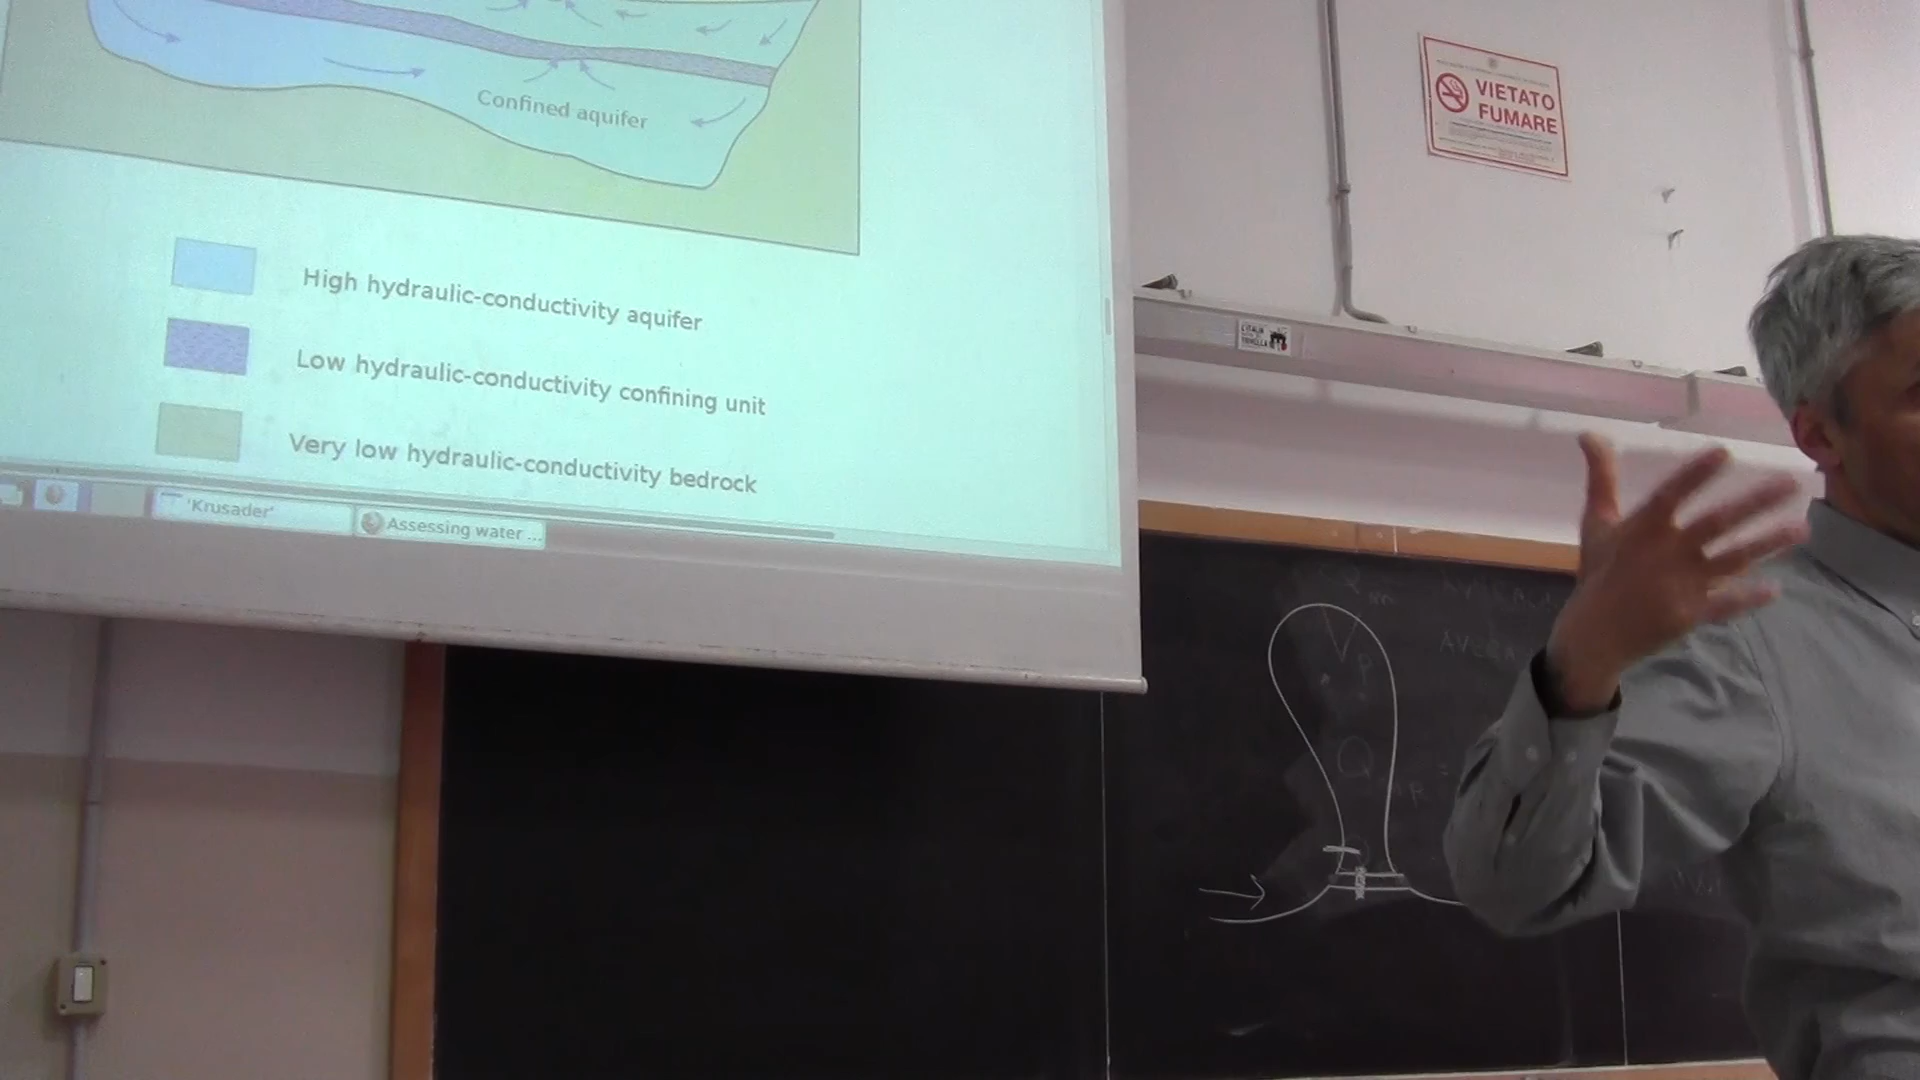 Confined aquifer
High hydraulic-conductivity aquifer
Low hydraulic-conductivity confining unit
Very low hydraulic-conductivity bedrock
'Krusader'
Assessing water ...
VIETATO
FUMARE
L'ITALIA
V
P
Q